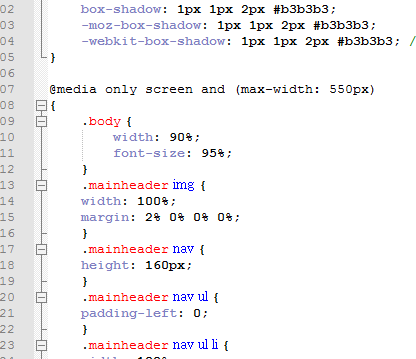 02 box-shadow: 1px 1px 2px #b3b3b3;
03 -moz-box-shadow: 1px 1px 2px #b3b3b3;
04 -webkit-box-shadow: 1px 1px 2px #b3b3b3; /
05 }
06
07 @media only screen and (max-width: 550px)
08 {
09 .body {
10 width: 90%;
11 font-size: 95%;
12 }
13 .mainheader img {
14 width: 100%;
15 margin: 2% 0% 0% 0%;
16 }
17 .mainheader nav {
18 height: 160px;
19 }
20 .mainheader nav ul {
21 padding-left: 0;
22 }
23 .mainheader nav ul li {